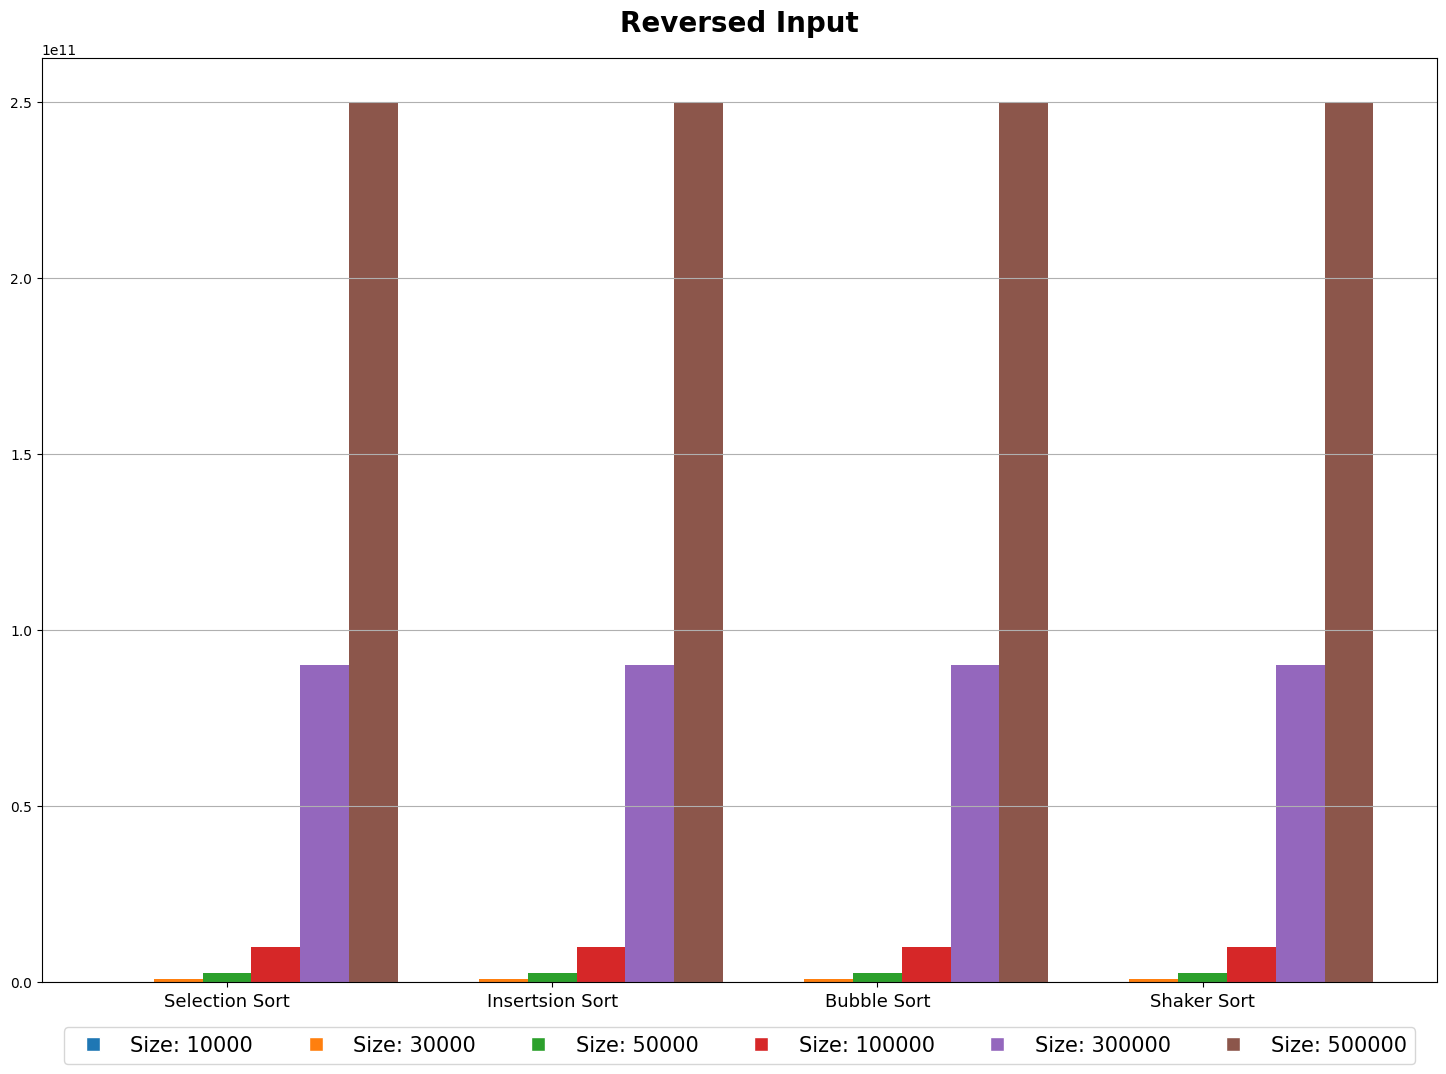 Reversed Input
1e11
2.5
2.0
1.5
1.0
0.5
0.0
Selection Sort Insertsion Sort Bubble Sort Shaker Sort
Size: 10000 Size: 30000 Size: 50000 Size: 100000 Size: 300000 Size: 500000